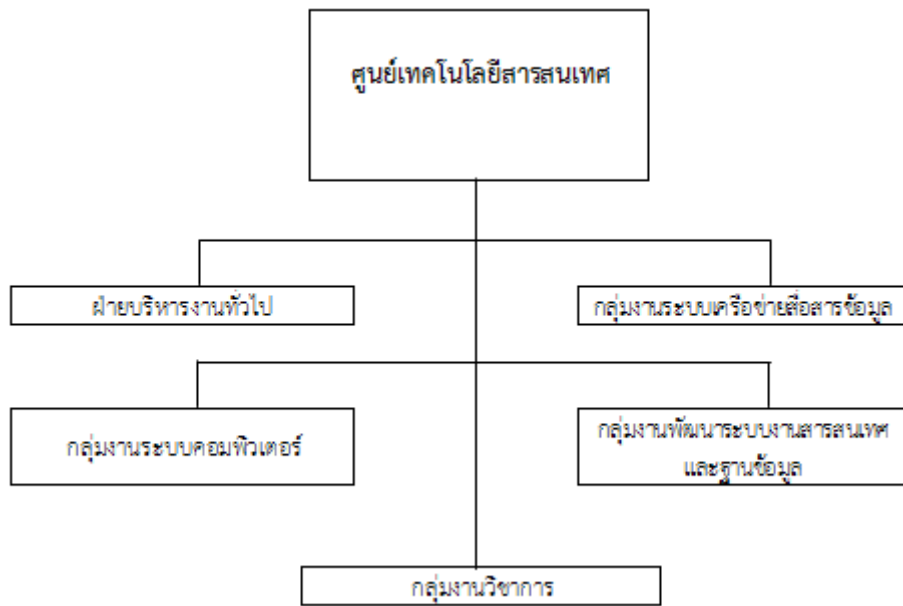 ศูนย์เทคโนโลยีสารสนเทศ
ฝ่ายบริหารงานทั่วไป
กลุ่มงานระบบเครือข่ายสื่อสารข้อมูล
กลุ่มงานระบบคอมพิวเตอร์
กลุ่มงานพัฒนาระบบงานสารสนเทศ
และฐานข้อมูล
กลุ่มงานวิชาการ